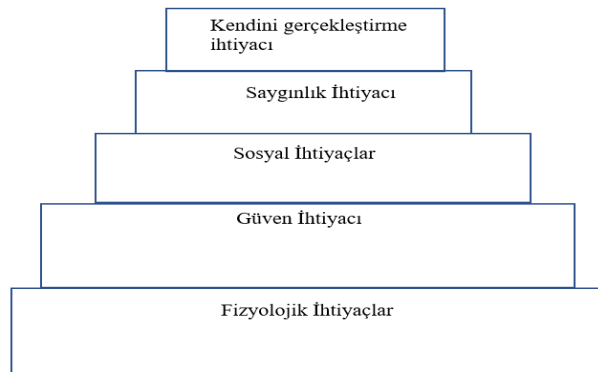 Kendini gerçekleştirme
ihtiyacı
Saygınlık İhtiyacı
Sosyal İhtiyaçlar
Güven İhtiyacı
Fizyolojik İhtiyaçlar